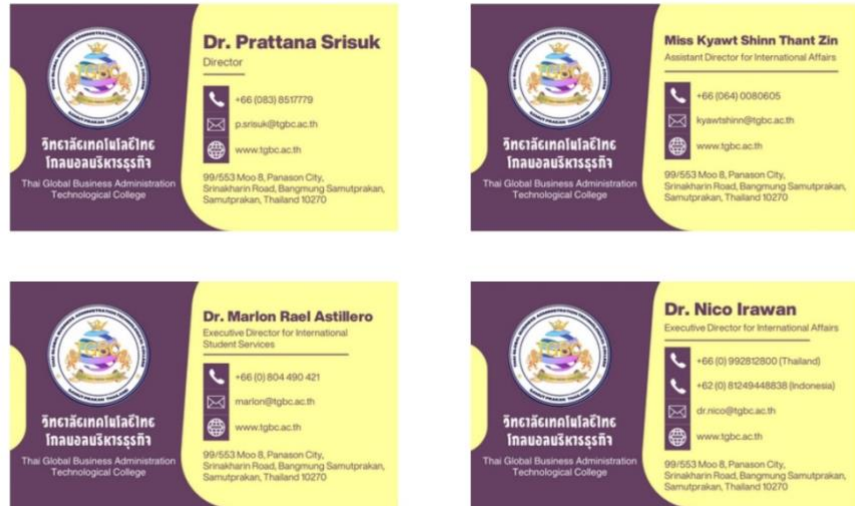 Dr. Prattana Srisuk
Director
+66 (083) 8517779
p.srisuk@tgbc.ac.th
www.tgbc.ac.th
99/553 Moo 8, Panason City,
Srinakharin Road, Bangmung Samutprakan,
Samutprakan, Thailand 10270
วิทยาลัยเทคโนโลยีไทย
โกลบอลบริหารธุรกิจ
Thai Global Business Administration
Technological College
Miss Kyawt Shinn Thant Zin
Assistant Director for International Affairs
+66 (064) 0080605
kyawtshinn@tgbc.ac.th
www.tgbc.ac.th
99/553 Moo 8, Panason City,
Srinakharin Road, Bangmung Samutprakan,
Samutprakan, Thailand 10270
วิทยาลัยเทคโนโลยีไทย
โกลบอลบริหารธุรกิจ
Thai Global Business Administration
Technological College
Dr. Marlon Rael Astillero
Executive Director for International
Student Services
+66 (0) 804 490 421
marlon@tgbc.ac.th
www.tgbc.ac.th
99/553 Moo 8, Panason City,
Srinakharin Road, Bangmung Samutprakan,
Samutprakan, Thailand 10270
วิทยาลัยเทคโนโลยีไทย
โกลบอลบริหารธุรกิจ
Thai Global Business Administration
Technological College
Dr. Nico Irawan
Executive Director for International Affairs
+66 (0) 992812800 (Thailand)
+62 (0) 81249448838 (Indonesia)
dr.nico@tgbc.ac.th
www.tgbc.ac.th
99/553 Moo 8, Panason City,
Srinakharin Road, Bangmung Samutprakan,
Samutprakan, Thailand 10270
วิทยาลัยเทคโนโลยีไทย
โกลบอลบริหารธุรกิจ
Thai Global Business Administration
Technological College